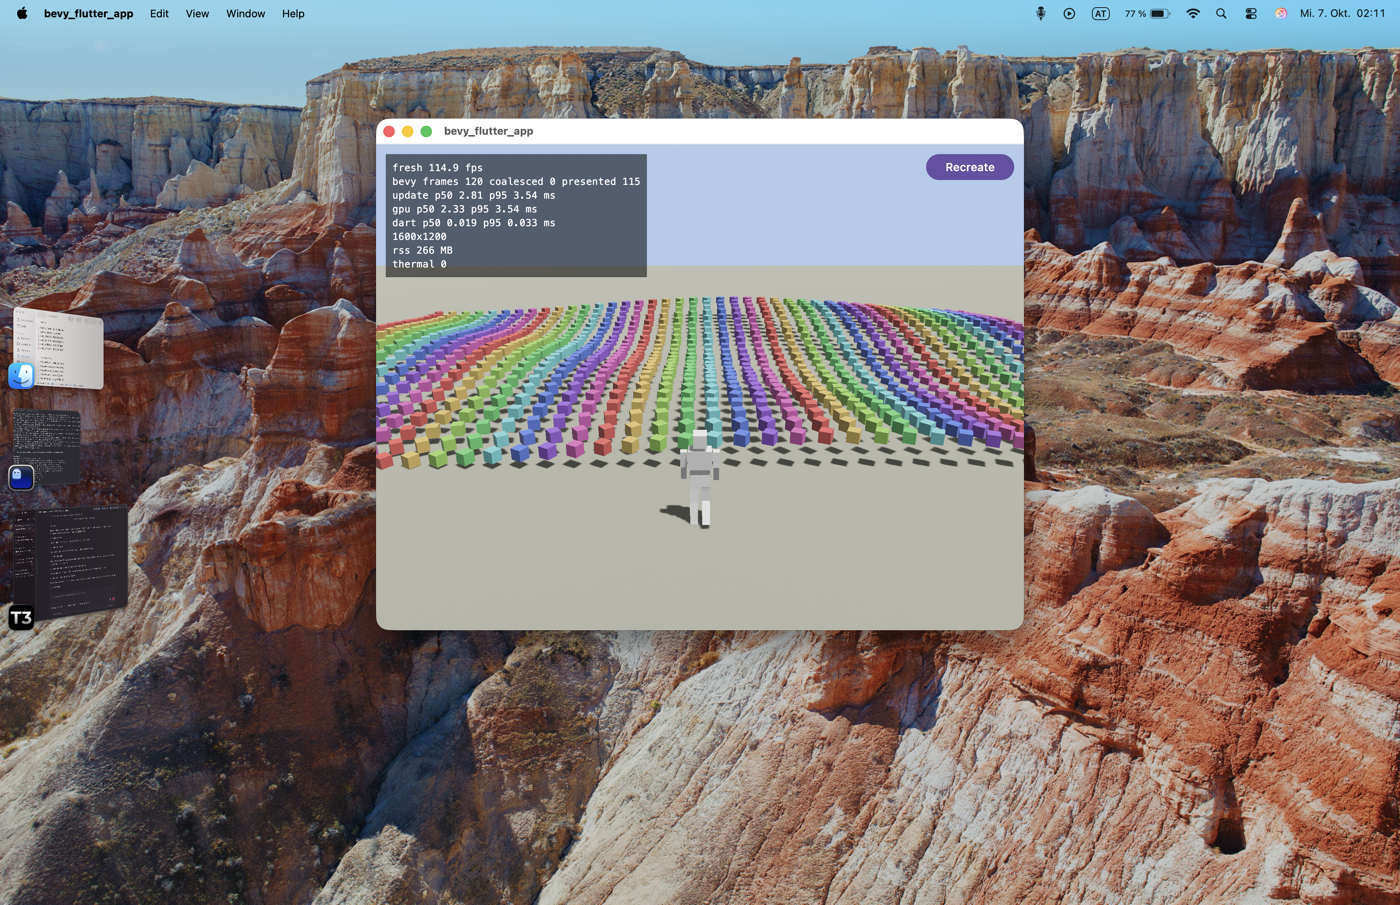 bevy_flutter_app Edit View Window Help AT 77 % Mi. 7. Okt. 02:11
bevy_flutter_app
fresh 114.9 fps
Recreate
bevy frames 120 coalesced 0 presented 115
update p50 2.81 p95 3.54 ms
gpu p50 2.33 p95 3.54 ms
dart p50 0.019 p95 0.033 ms
1600x1200
rss 266 MB
thermal 0
T3